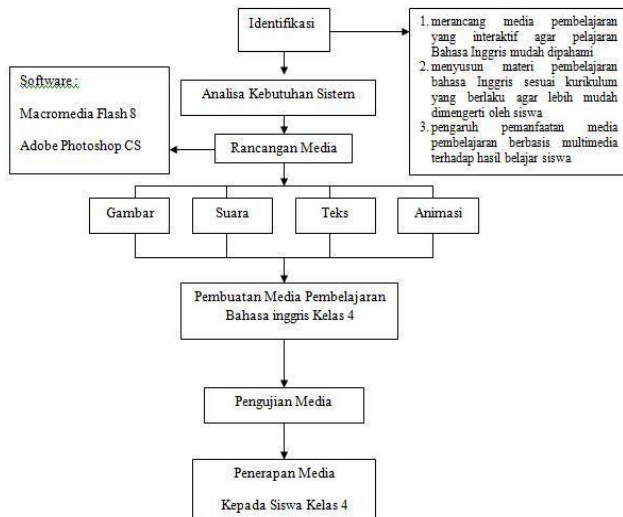 Identifikasi
1. merancang media pembelajaran
yang interaktif agar pelajaran
Bahasa Inggris mudah dipahami
2. menyusun materi pembelajaran
bahasa Inggris sesuai kurikulum
yang berlaku agar lebih mudah
dimengerti oleh siswa
3. pengaruh pemanfaatan media
pembelajaran berbasis multimedia
terhadap hasil belajar siswa
Software :
Macromedia Flash 8
Adobe Photoshop CS
Analisa Kebutuhan Sistem
Rancangan Media
Gambar
Suara
Teks
Animasi
Pembuatan Media Pembelajaran
Bahasa inggris Kelas 4
Pengujian Media
Penerapan Media
Kepada Siswa Kelas 4